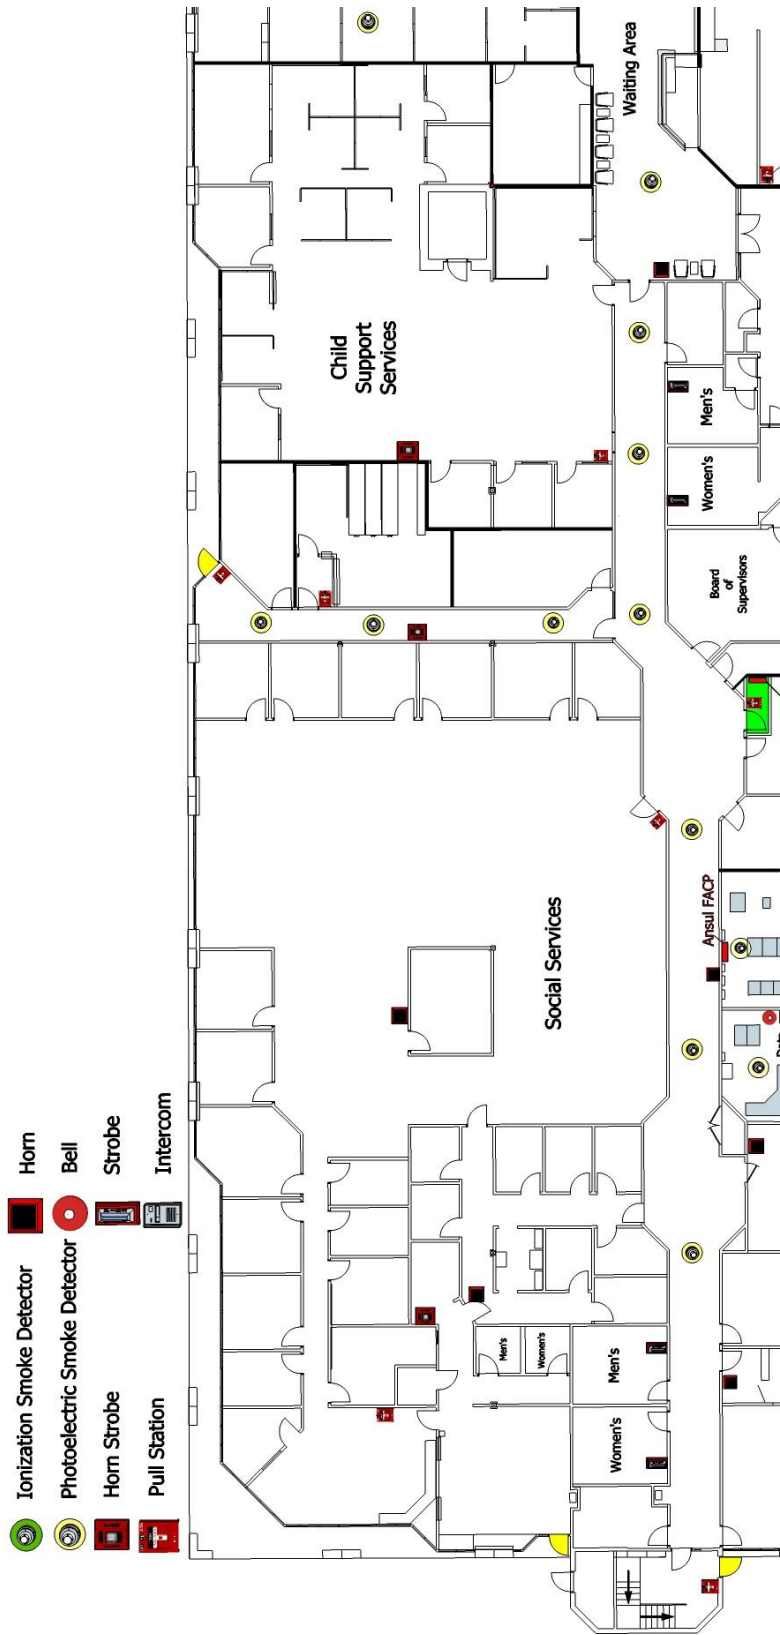 Ionization Smoke Detector
Photoelectric Smoke Detector
Horn Strobe
Pull Station
Horn
Bell
Strobe
Intercom
Waiting Area
Child
Support
Services
Men's
Women's
Board
of
Supervisors
Social Services
Ansul FACP
Men's
Women's
Men's
Women's